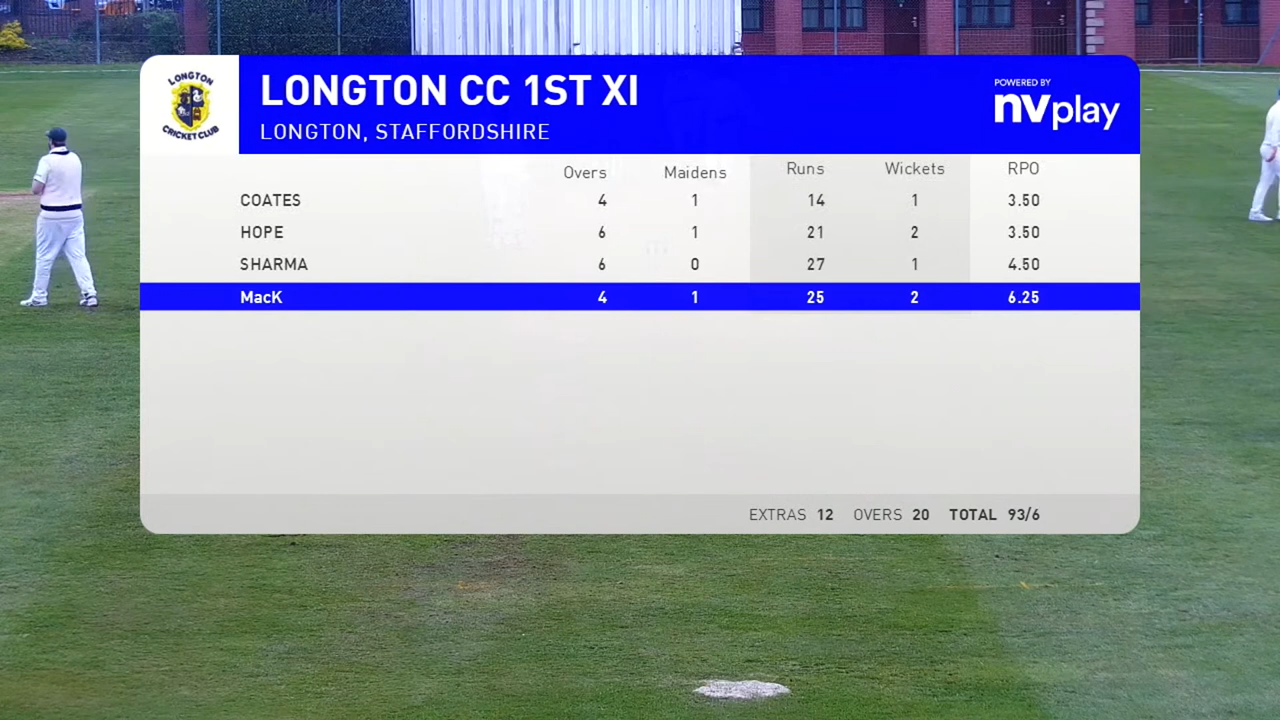 LONGTON
CRICKET CLUB
LONGTON CC 1ST XI
LONGTON, STAFFORDSHIRE
POWERED BY
nvplay
Overs Maidens Runs Wickets RPO
COATES 4 1 14 1 3.50
HOPE 6 1 21 2 3.50
SHARMA 6 0 27 1 4.50
MacK 4 1 25 2 6.25
EXTRAS 12 OVERS 20 TOTAL 93/6